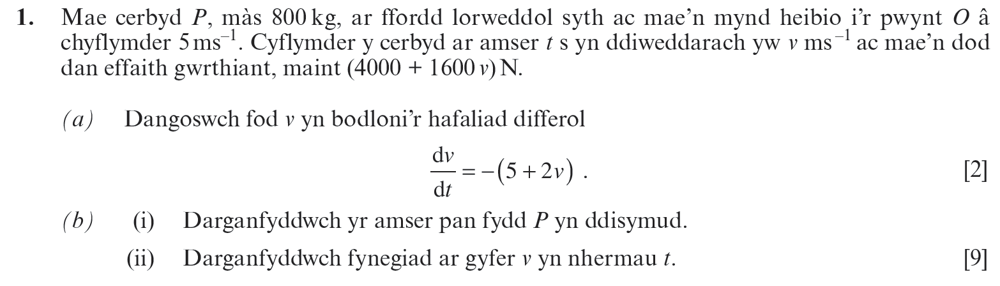 1. Mae cerbyd P, màs 800 kg, ar ffordd lorweddol syth ac mae’n mynd heibio i’r pwynt O â
chyflymder 5 ms⁻¹. Cyflymder y cerbyd ar amser t s yn ddiweddarach yw v ms⁻¹ ac mae’n dod
dan effaith gwrthiant, maint (4000 + 1600 v) N.
(a) Dangoswch fod v yn bodloni’r hafaliad differol
dv/dt = −(5 + 2v) . [2]
(b) (i) Darganfyddwch yr amser pan fydd P yn ddisymud.
(ii) Darganfyddwch fynegiad ar gyfer v yn nhermau t. [9]